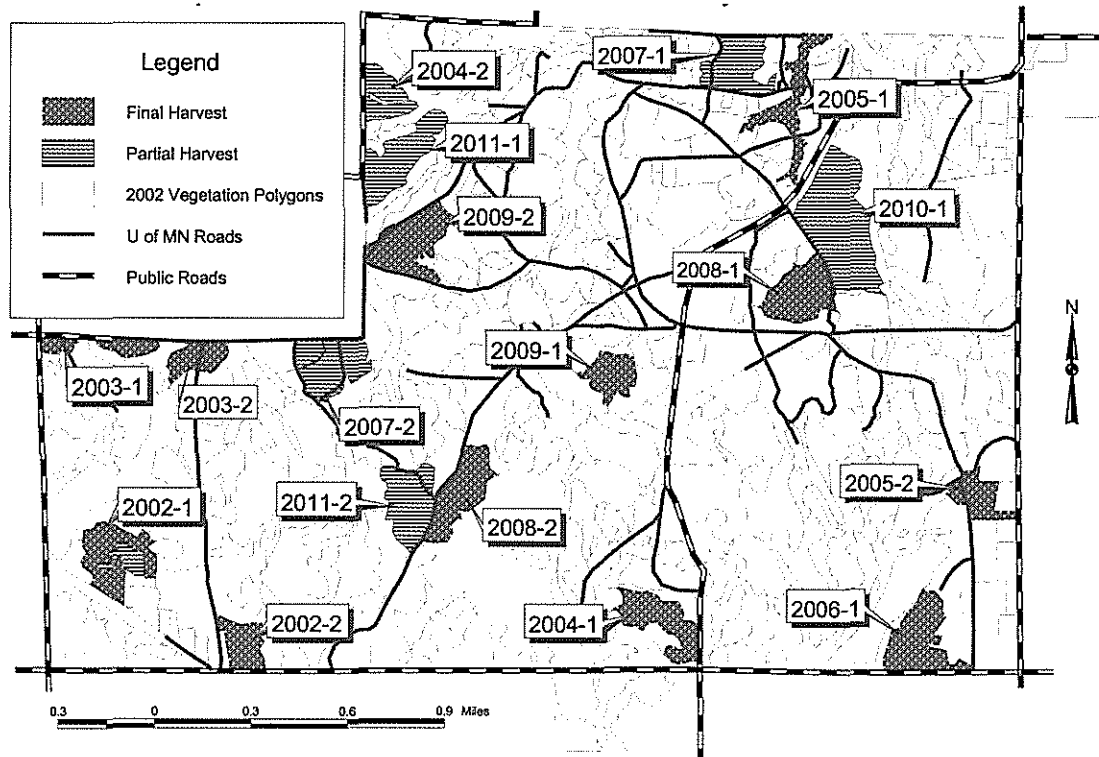 Legend
Final Harvest
Partial Harvest
2002 Vegetation Polygons
U of MN Roads
Public Roads
2004-2
2007-1
2005-1
2011-1
2009-2
2010-1
2008-1
N
2009-1
2003-1
2003-2
2007-2
2005-2
2002-1
2011-2
2008-2
2002-2
2004-1
2006-1
0.3 0 0.3 0.6 0.9 Miles